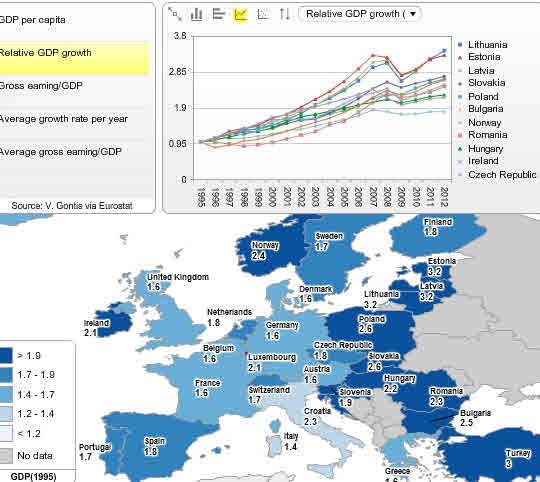 GDP per capita
Relative GDP growth
Gross earning/GDP
Average growth rate per year
Average gross earning/GDP
Source: V. Gontis via Eurostat
Relative GDP growth (
3.8
2.85
1.9
0.95
0
1995
1996
1997
1998
1999
2000
2001
2002
2003
2004
2005
2006
2007
2008
2009
2010
2011
2012
Lithuania
Estonia
Latvia
Slovakia
Poland
Bulgaria
Norway
Romania
Hungary
Ireland
Czech Republic
Norway
2.4
Sweden
1.7
Finland
1.8
Estonia
3.2
Latvia
3.2
Lithuania
3.2
United Kingdom
1.6
Denmark
1.6
Ireland
2.1
Netherlands
1.8
Germany
1.6
Poland
2.6
Belgium
1.6
Luxembourg
2.1
Czech Republic
1.8
Slovakia
2.6
Austria
1.6
Hungary
2.2
France
1.6
Switzerland
1.7
Slovenia
1.9
Romania
2.3
Croatia
2.3
Bulgaria
2.5
Italy
1.4
Portugal
1.7
Spain
1.8
Greece
1.6
Turkey
3
> 1.9
1.7 - 1.9
1.4 - 1.7
1.2 - 1.4
< 1.2
No data
GDP(1995)